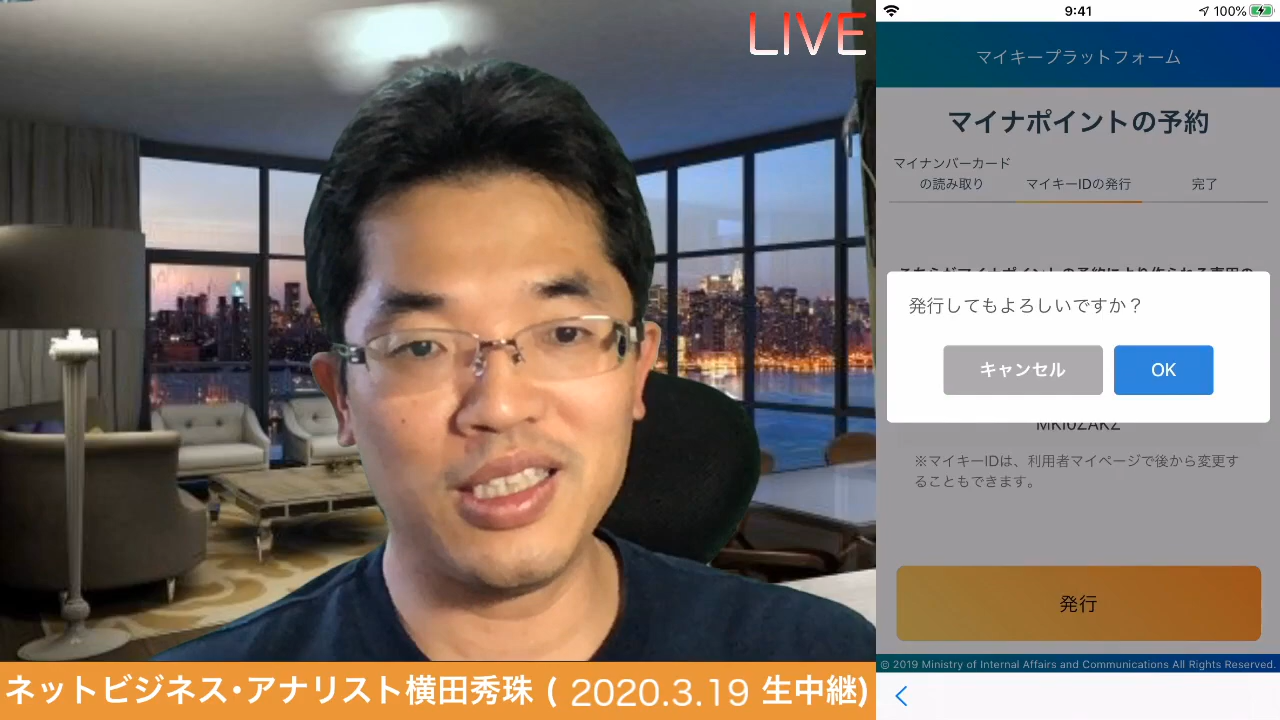 LIVE
ネットビジネス・アナリスト横田秀珠 ( 2020.3.19 生中継)
9:41
100%
マイキープラットフォーム
マイナポイントの予約
マイナンバーカード
の読み取り
マイキーIDの発行
完了
発行してもよろしいですか？
キャンセル
OK
※マイキーIDは、利用者マイページで後から変更す
ることもできます。
発行
© 2019 Ministry of Internal Affairs and Communications All Rights Reserved.